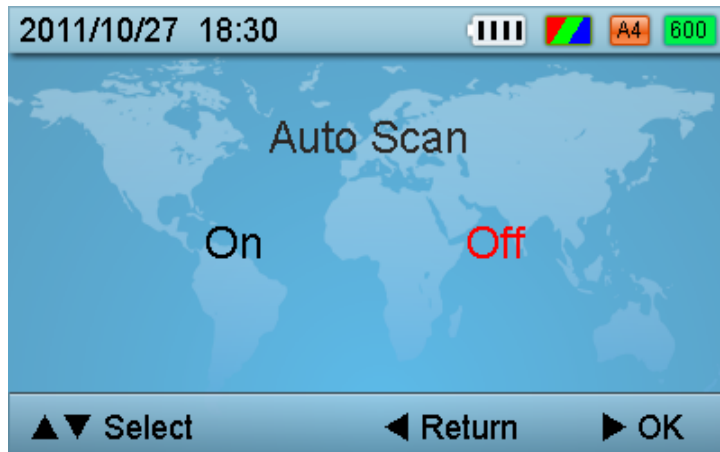 2011/10/27 18:30 A4 600
Auto Scan
On Off
▲▼ Select ◀ Return ▶ OK